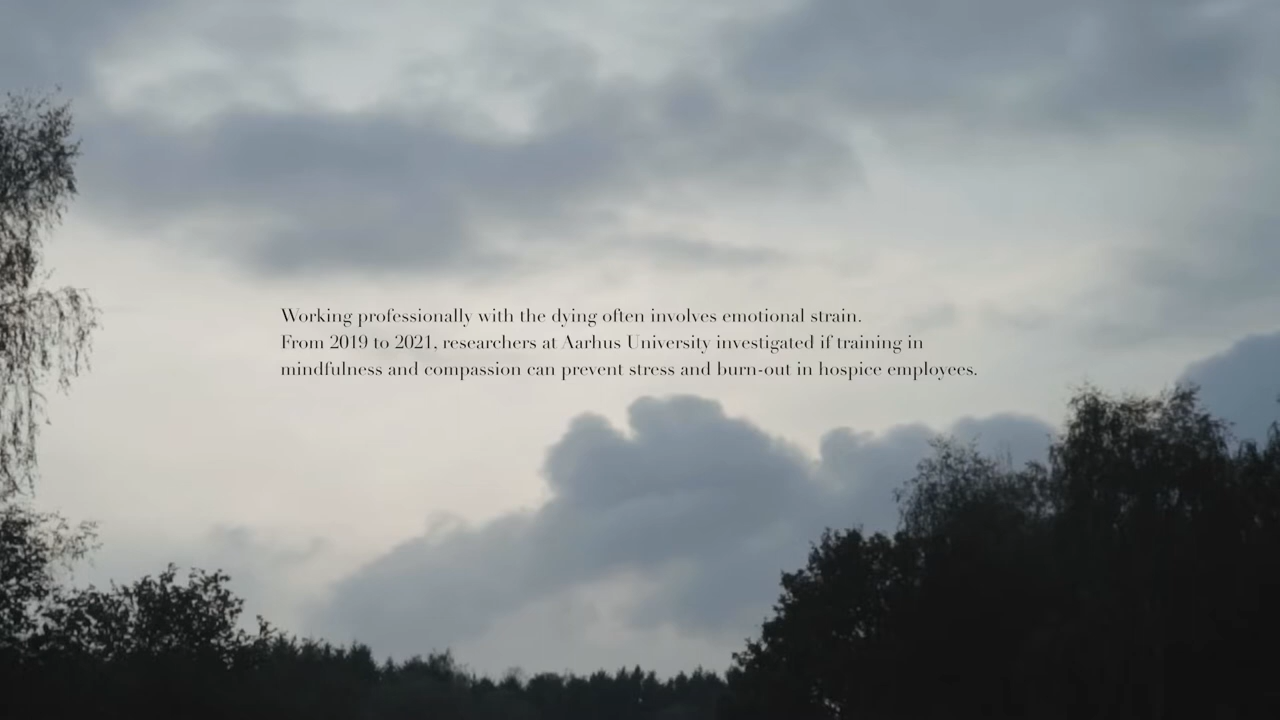 Working professionally with the dying often involves emotional strain.
From 2019 to 2021, researchers at Aarhus University investigated if training in
mindfulness and compassion can prevent stress and burn-out in hospice employees.